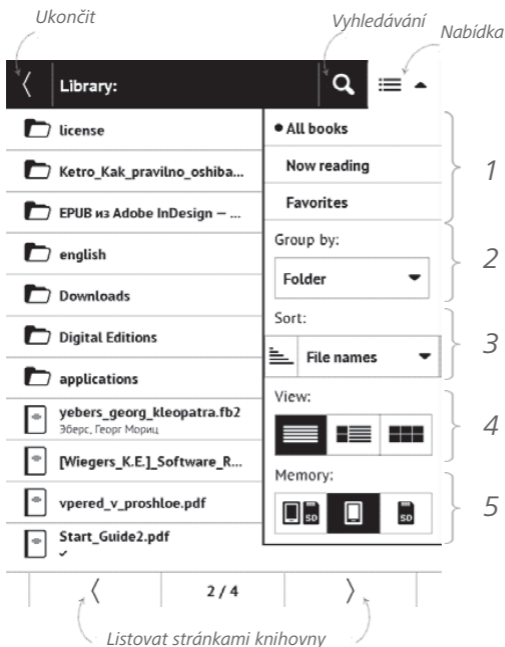 Ukončit
Vyhledávání
Nabídka
Library:
license
Ketro_Kak_pravilno_oshiba...
EPUB из Adobe InDesign — ...
english
Downloads
Digital Editions
applications
yebers_georg_kleopatra.fb2
Эберс, Георг Мориц
[Wiegers_K.E.]_Software_R...
vpered_v_proshloe.pdf
Start_Guide2.pdf
All books
Now reading
Favorites
1
Group by:
Folder
2
Sort:
File names
3
View:
4
Memory:
SD
SD
5
2 / 4
Listovat stránkami knihovny